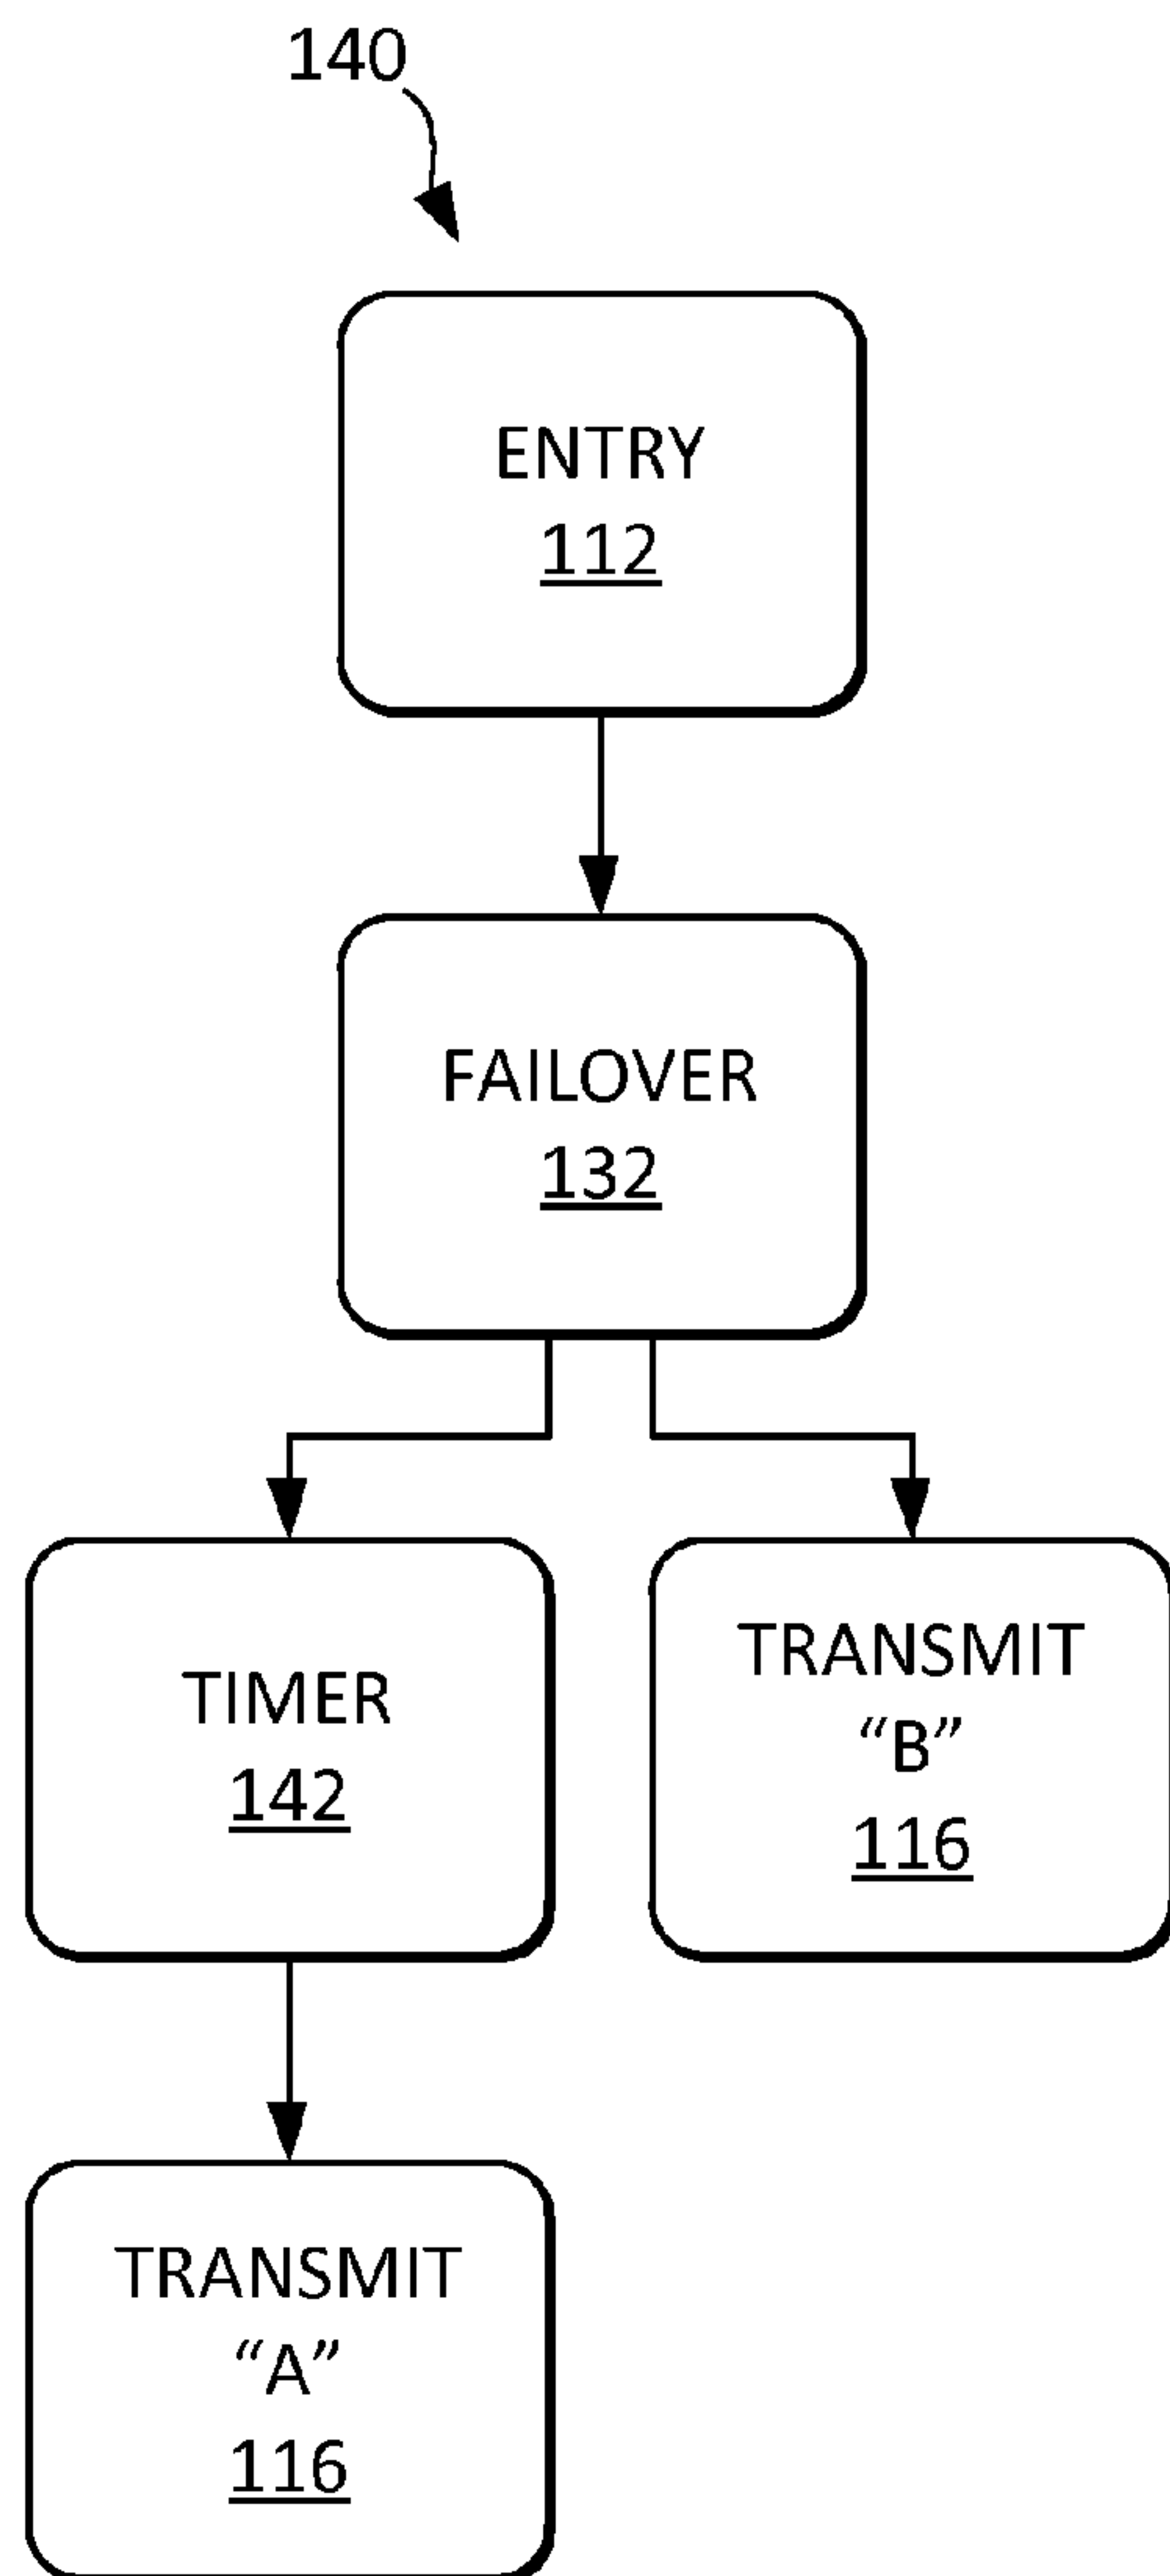 140
ENTRY
112
FAILOVER
132
TIMER
142
TRANSMIT
“B”
116
TRANSMIT
“A”
116